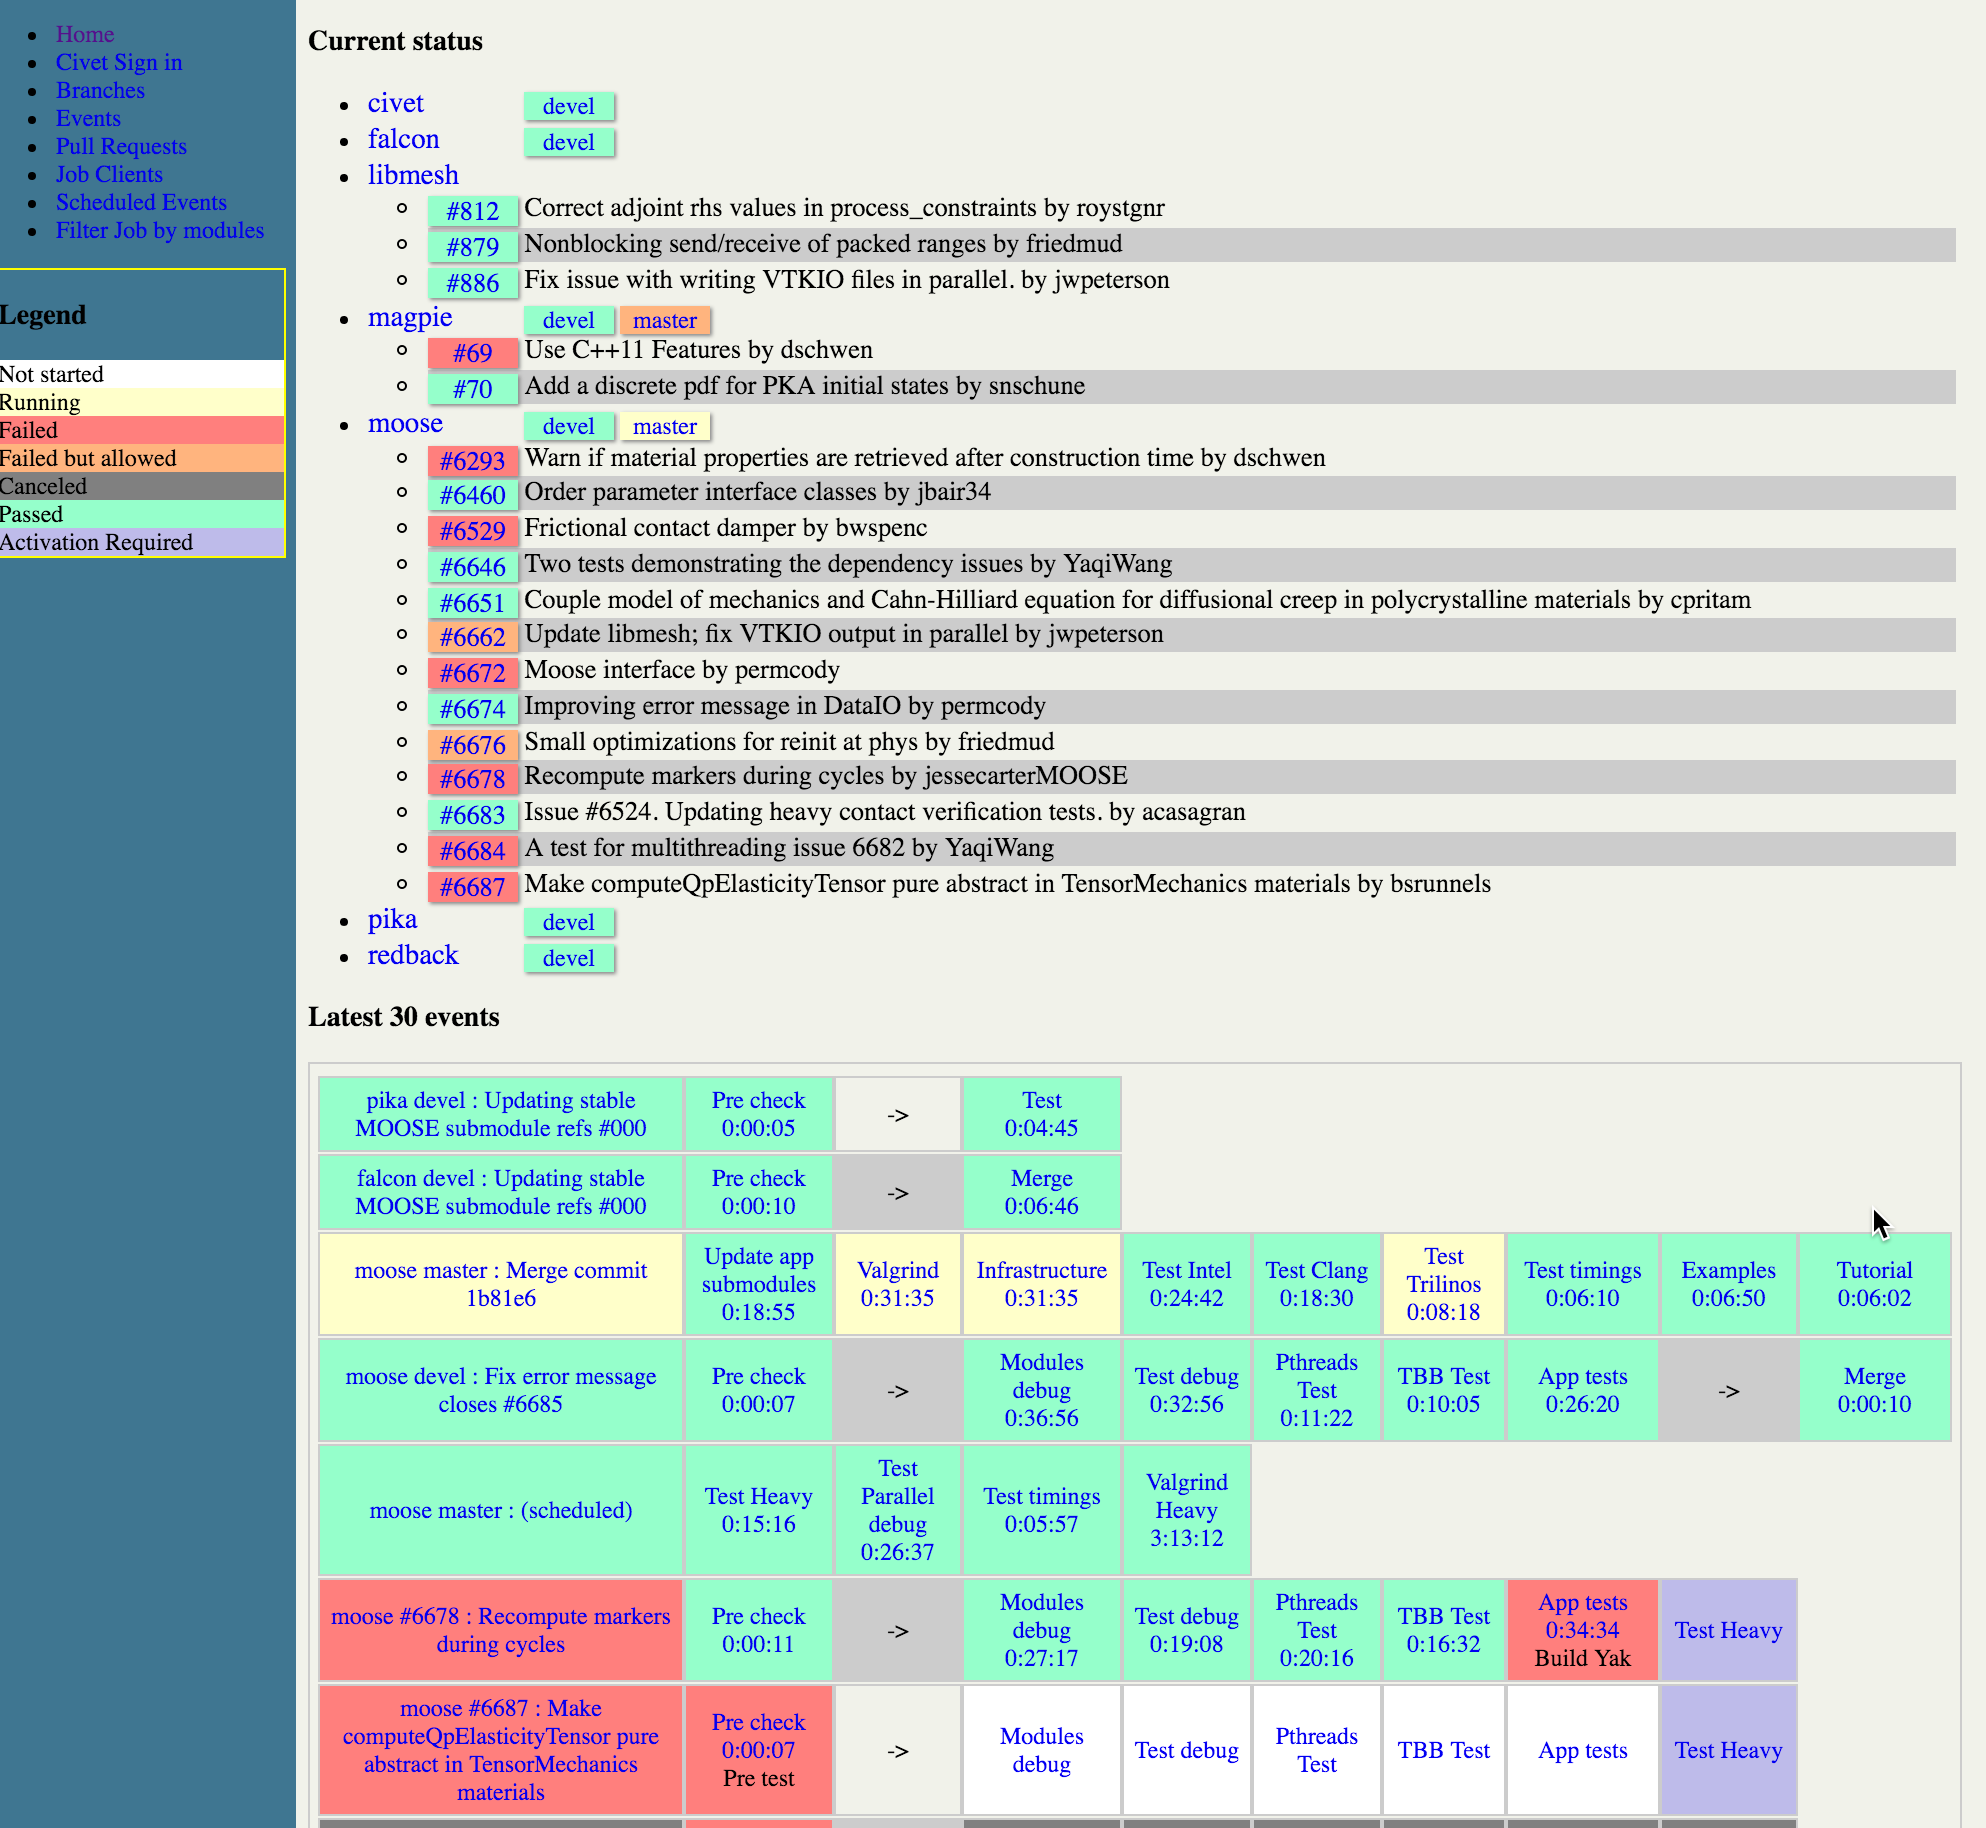 Home
Civet Sign in
Branches
Events
Pull Requests
Job Clients
Scheduled Events
Filter Job by modules
Legend
Not started
Running
Failed
Failed but allowed
Canceled
Passed
Activation Required
Current status
civet devel
falcon devel
libmesh
#812 Correct adjoint rhs values in process_constraints by roystgnr
#879 Nonblocking send/receive of packed ranges by friedmud
#886 Fix issue with writing VTKIO files in parallel. by jwpeterson
magpie devel master
#69 Use C++11 Features by dschwen
#70 Add a discrete pdf for PKA initial states by snschune
moose devel master
#6293 Warn if material properties are retrieved after construction time by dschwen
#6460 Order parameter interface classes by jbair34
#6529 Frictional contact damper by bwspenc
#6646 Two tests demonstrating the dependency issues by YaqiWang
#6651 Couple model of mechanics and Cahn-Hilliard equation for diffusional creep in polycrystalline materials by cpritam
#6662 Update libmesh; fix VTKIO output in parallel by jwpeterson
#6672 Moose interface by permcody
#6674 Improving error message in DataIO by permcody
#6676 Small optimizations for reinit at phys by friedmud
#6678 Recompute markers during cycles by jessecarterMOOSE
#6683 Issue #6524. Updating heavy contact verification tests. by acasagran
#6684 A test for multithreading issue 6682 by YaqiWang
#6687 Make computeQpElasticityTensor pure abstract in TensorMechanics materials by bsrunnels
pika devel
redback devel
Latest 30 events
pika devel : Updating stable
MOOSE submodule refs #000
Pre check
0:00:05
->
Test
0:04:45
falcon devel : Updating stable
MOOSE submodule refs #000
Pre check
0:00:10
->
Merge
0:06:46
moose master : Merge commit
1b81e6
Update app
submodules
0:18:55
Valgrind
0:31:35
Infrastructure
0:31:35
Test Intel
0:24:42
Test Clang
0:18:30
Test
Trilinos
0:08:18
Test timings
0:06:10
Examples
0:06:50
Tutorial
0:06:02
moose devel : Fix error message
closes #6685
Pre check
0:00:07
->
Modules
debug
0:36:56
Test debug
0:32:56
Pthreads
Test
0:11:22
TBB Test
0:10:05
App tests
0:26:20
->
Merge
0:00:10
moose master : (scheduled)
Test Heavy
0:15:16
Test
Parallel
debug
0:26:37
Test timings
0:05:57
Valgrind
Heavy
3:13:12
moose #6678 : Recompute markers
during cycles
Pre check
0:00:11
->
Modules
debug
0:27:17
Test debug
0:19:08
Pthreads
Test
0:20:16
TBB Test
0:16:32
App tests
0:34:34
Build Yak
Test Heavy
moose #6687 : Make
computeQpElasticityTensor pure
abstract in TensorMechanics
materials
Pre check
0:00:07
Pre test
->
Modules
debug
Test debug
Pthreads
Test
TBB Test
App tests
Test Heavy